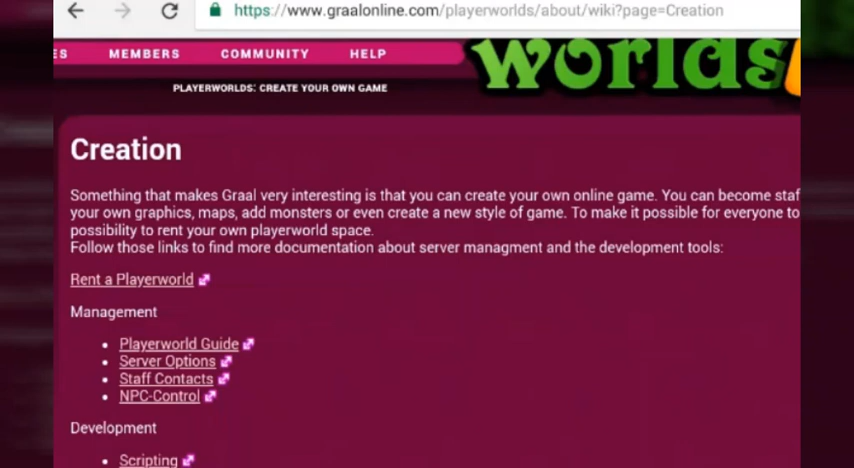 https://www.graalonline.com/playerworlds/about/wiki?page=Creation
ES MEMBERS COMMUNITY HELP
worlds
PLAYERWORLDS: CREATE YOUR OWN GAME
Creation
Something that makes Graal very interesting is that you can create your own online game. You can become staf
your own graphics, maps, add monsters or even create a new style of game. To make it possible for everyone to
possibility to rent your own playerworld space.
Follow those links to find more documentation about server managment and the development tools:
Rent a Playerworld
Management
Playerworld Guide
Server Options
Staff Contacts
NPC-Control
Development
Scripting